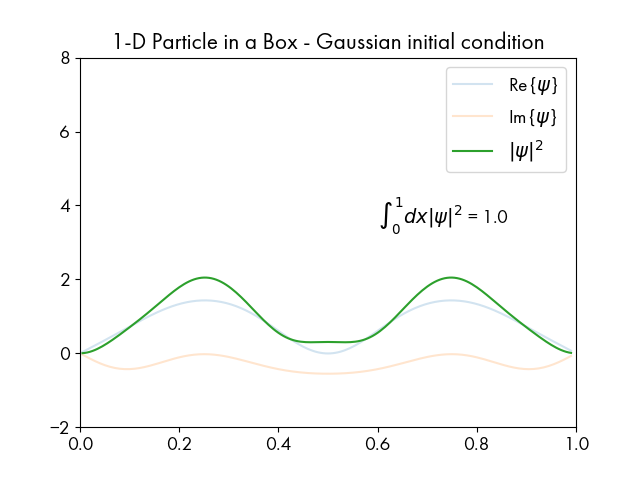 1-D Particle in a Box - Gaussian initial condition
8
Re{ψ}
Im{ψ}
|ψ|²
6
4
∫₀¹dx|ψ|² = 1.0
2
0
−2
0.0 0.2 0.4 0.6 0.8 1.0